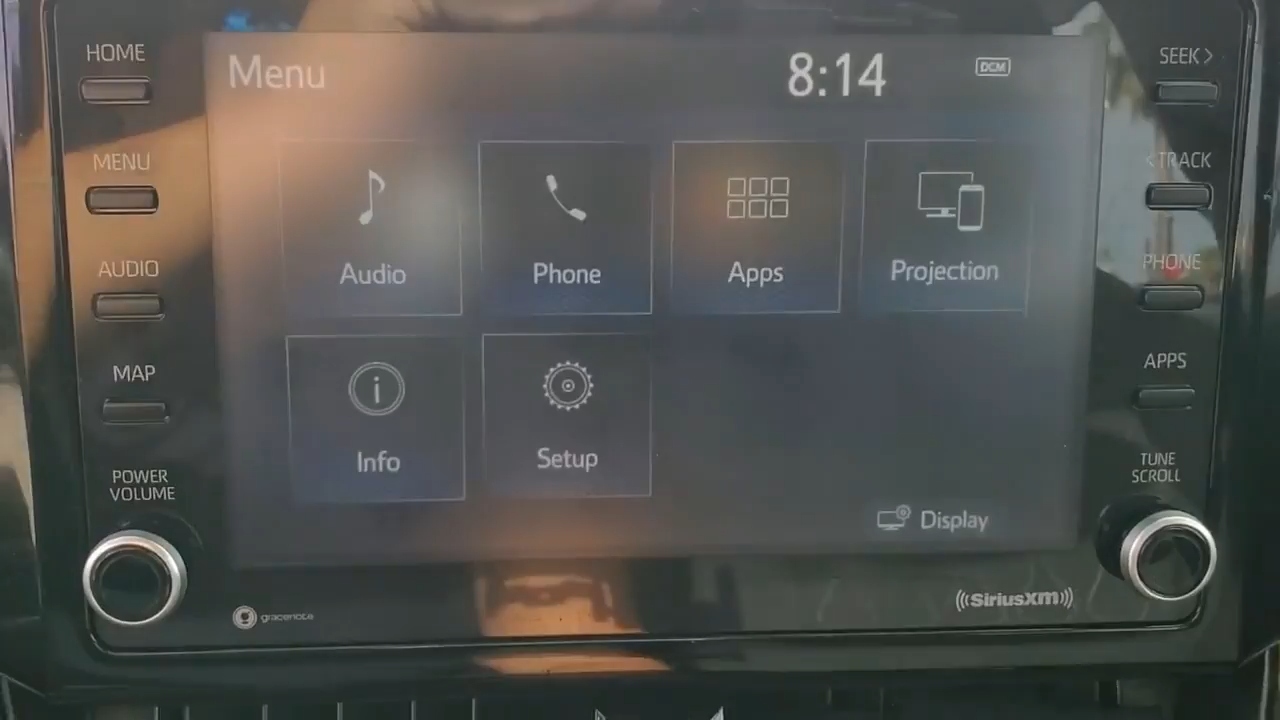 HOME
MENU
AUDIO
MAP
POWER
VOLUME
Menu
8:14
DCM
Audio
Phone
Apps
Projection
Info
Setup
Display
gracenote
SiriusXM
SEEK >
< TRACK
PHONE
APPS
TUNE
SCROLL